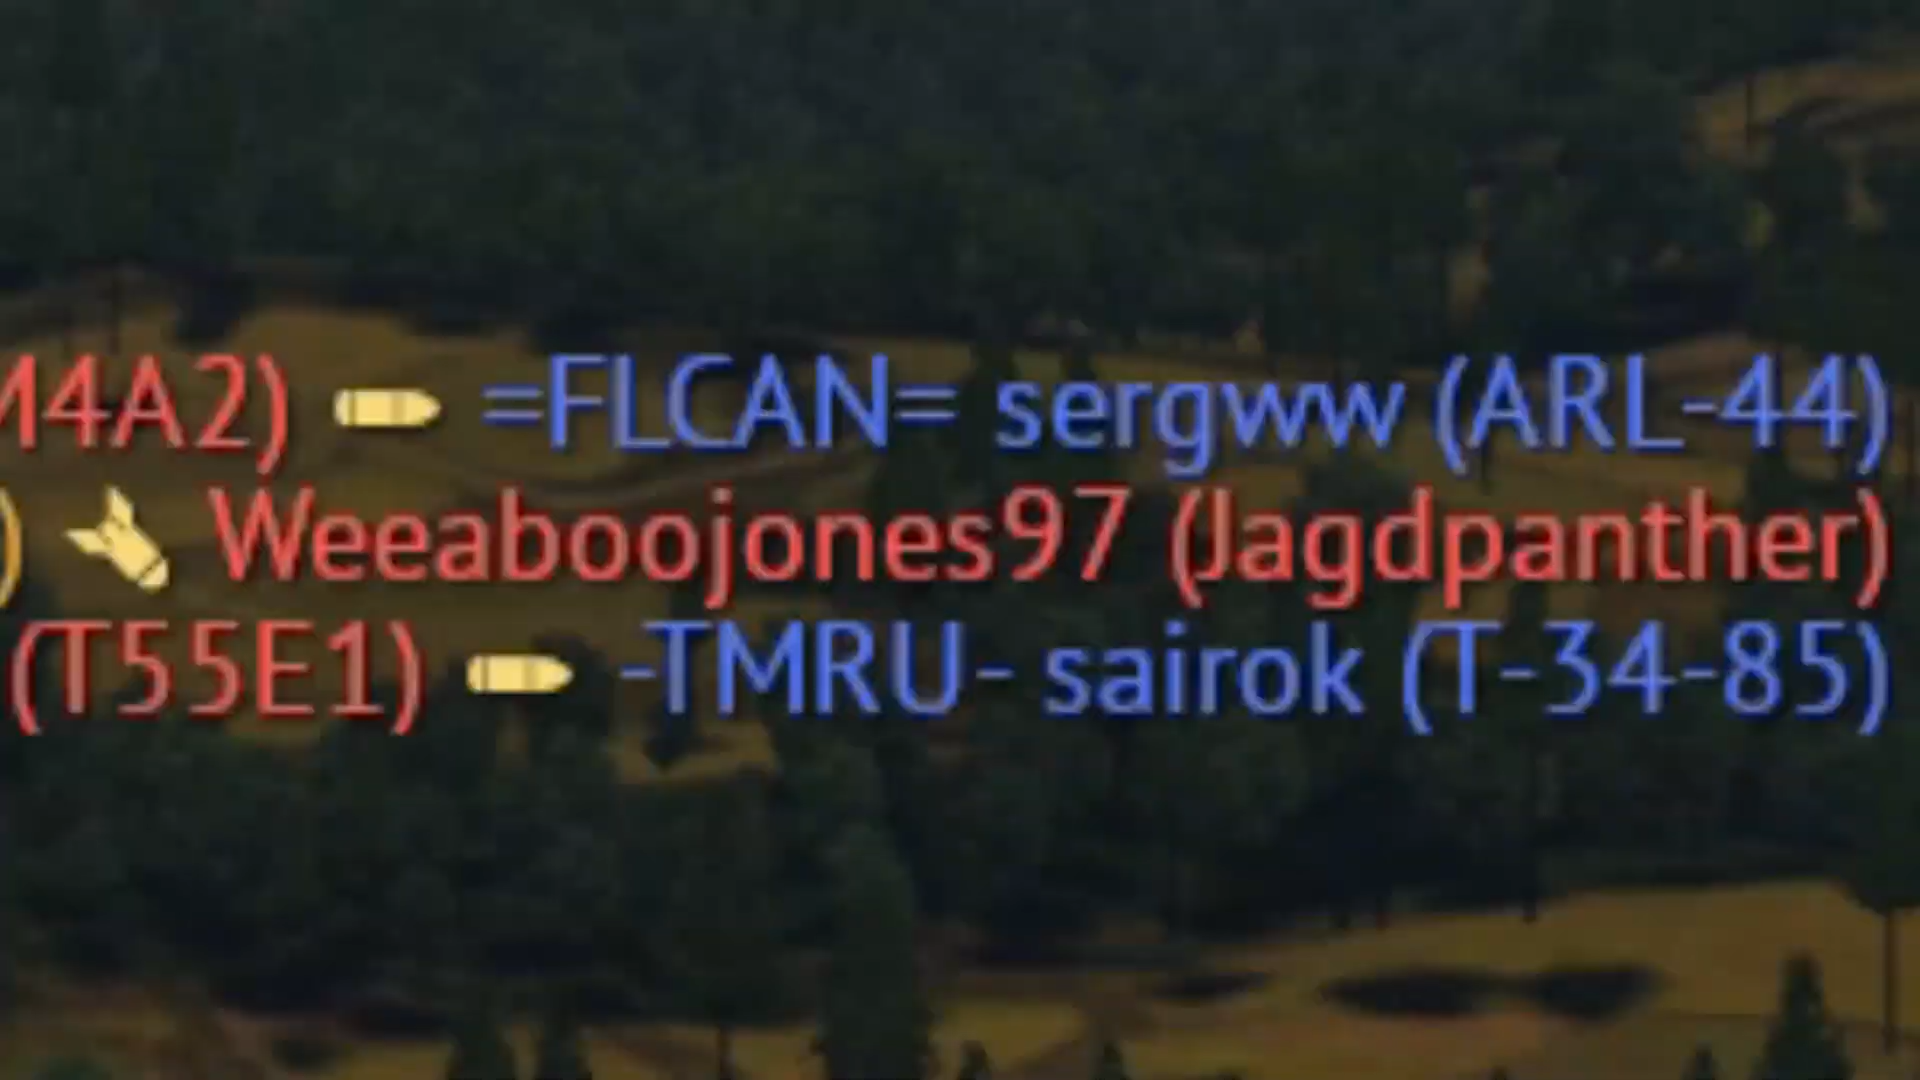 M4A2) =FLCAN= sergww (ARL-44)
) Weeaboojones97 (Jagdpanther)
(T55E1) -TMRU- sairok (T-34-85)